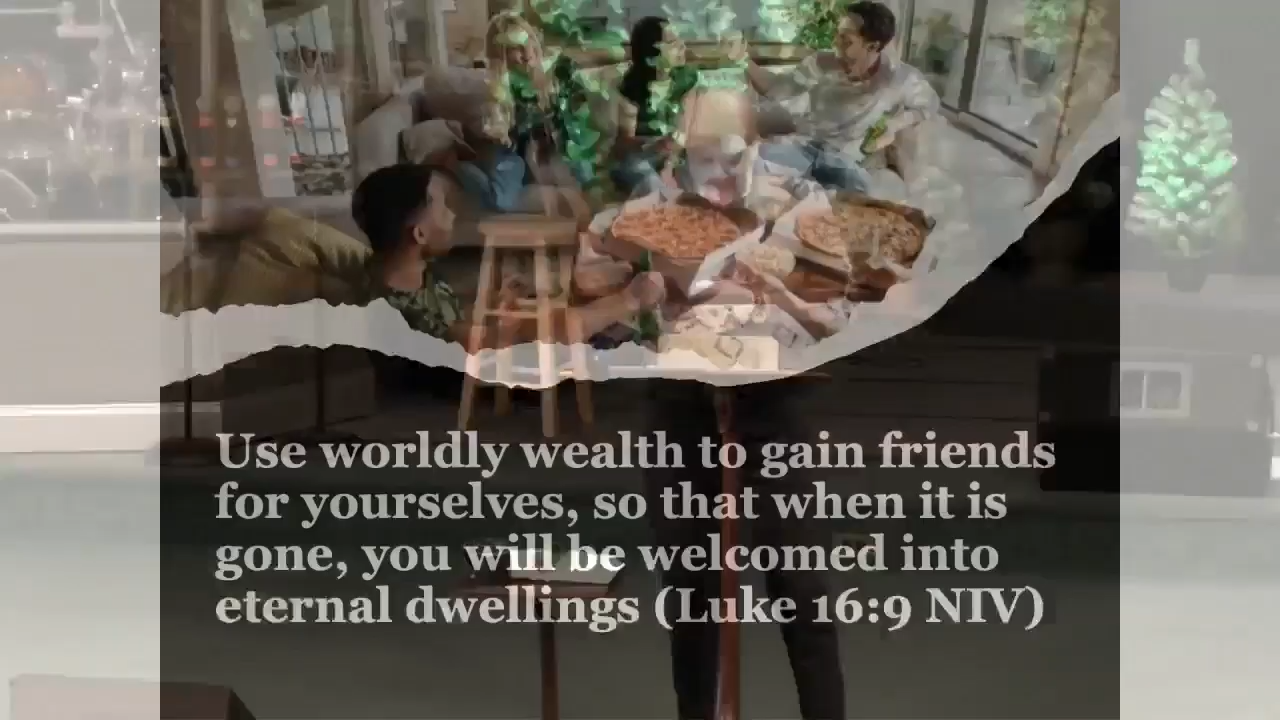 Use worldly wealth to gain friends
for yourselves, so that when it is
gone, you will be welcomed into
eternal dwellings (Luke 16:9 NIV)